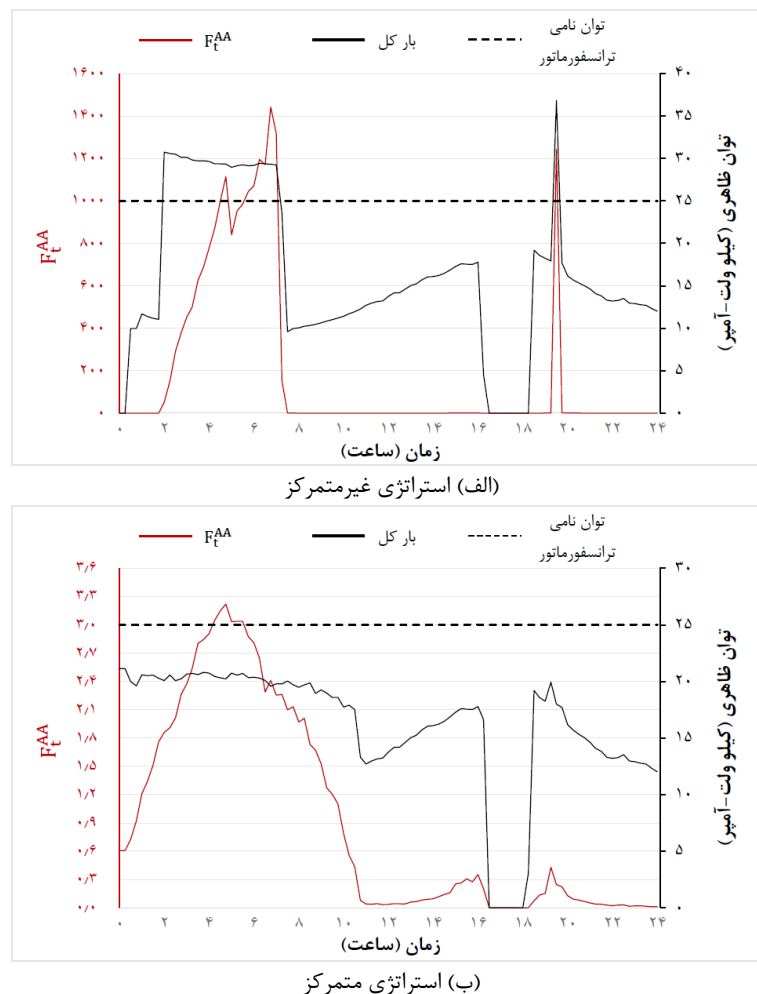 F_t^AA
بار کل
توان نامی
ترانسفورماتور
۱۶۰۰
۱۴۰۰
۱۲۰۰
۱۰۰۰
۸۰۰
۶۰۰
۴۰۰
۲۰۰
۰
F_t^AA
۴۰
۳۵
۳۰
۲۵
۲۰
۱۵
۱۰
۵
۰
توان ظاهری (کیلو ولت-آمپر)
۰ ۲ ۴ ۶ ۸ ۱۰ ۱۲ ۱۴ ۱۶ ۱۸ ۲۰ ۲۲ ۲۴
زمان (ساعت)
(الف) استراتژی غیرمتمرکز
F_t^AA
بار کل
توان نامی
ترانسفورماتور
۳٫۶
۳٫۳
۳٫۰
۲٫۷
۲٫۴
۲٫۱
۱٫۸
۱٫۵
۱٫۲
۰٫۹
۰٫۶
۰٫۳
۰٫۰
F_t^AA
۳۰
۲۵
۲۰
۱۵
۱۰
۵
۰
توان ظاهری (کیلو ولت-آمپر)
۰ ۲ ۴ ۶ ۸ ۱۰ ۱۲ ۱۴ ۱۶ ۱۸ ۲۰ ۲۲ ۲۴
زمان (ساعت)
(ب) استراتژی متمرکز